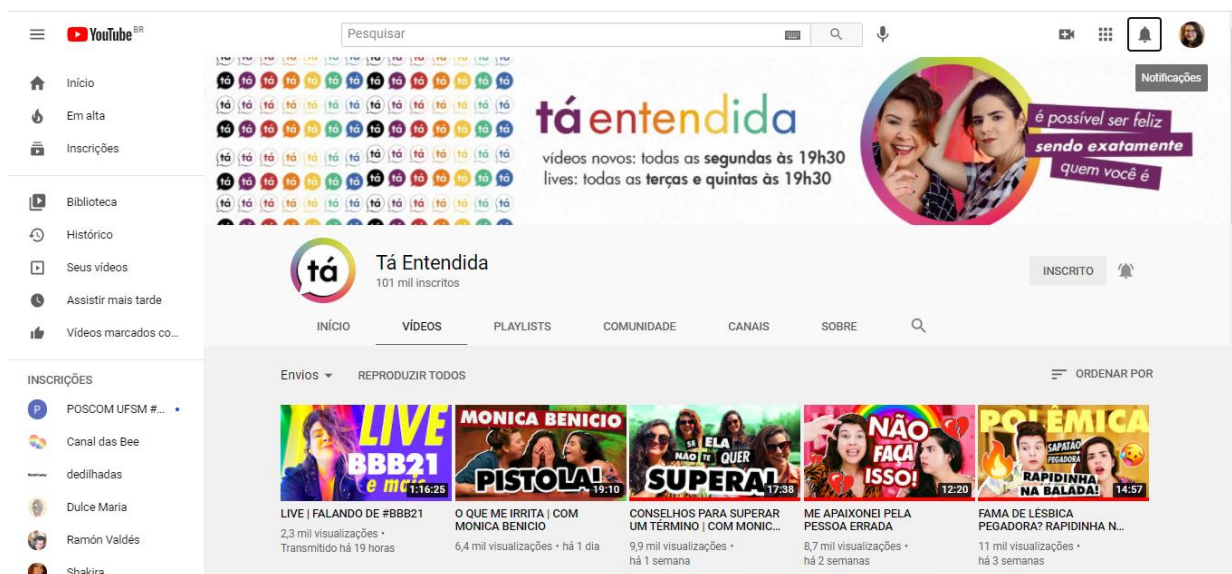 YouTube BR
Pesquisar
Notificações
Início
Em alta
Inscrições
Biblioteca
Histórico
Seus vídeos
Assistir mais tarde
Vídeos marcados co...
INSCRIÇÕES
P
POSCOM UFSM #...
Canal das Bee
dedilhadas
Dulce Maria
Ramón Valdés
Shakira
tá entendida
vídeos novos: todas as segundas às 19h30
lives: todas as terças e quintas às 19h30
é possível ser feliz
sendo exatamente
quem você é
tá
Tá Entendida
101 mil inscritos
INSCRITO
INÍCIO VÍDEOS PLAYLISTS COMUNIDADE CANAIS SOBRE
Envios REPRODUZIR TODOS
ORDENAR POR
LIVE
BBB21
e mais
1:16:25
LIVE | FALANDO DE #BBB21
2,3 mil visualizações •
Transmitido há 19 horas
MONICA BENICIO
PISTOLA!
19:10
O QUE ME IRRITA | COM
MONICA BENICIO
6,4 mil visualizações • há 1 dia
SE ELA
NÃO TE QUER
SUPERA!
17:38
CONSELHOS PARA SUPERAR
UM TÉRMINO | COM MONIC...
9,9 mil visualizações •
há 1 semana
NÃO
FAÇA
ISSO!
12:20
ME APAIXONEI PELA
PESSOA ERRADA
8,7 mil visualizações •
há 2 semanas
POLÊMICA
SAPATÃO
PEGADORA
RAPIDINHA
NA BALADA!
14:57
FAMA DE LÉSBICA
PEGADORA? RAPIDINHA N...
11 mil visualizações •
há 3 semanas